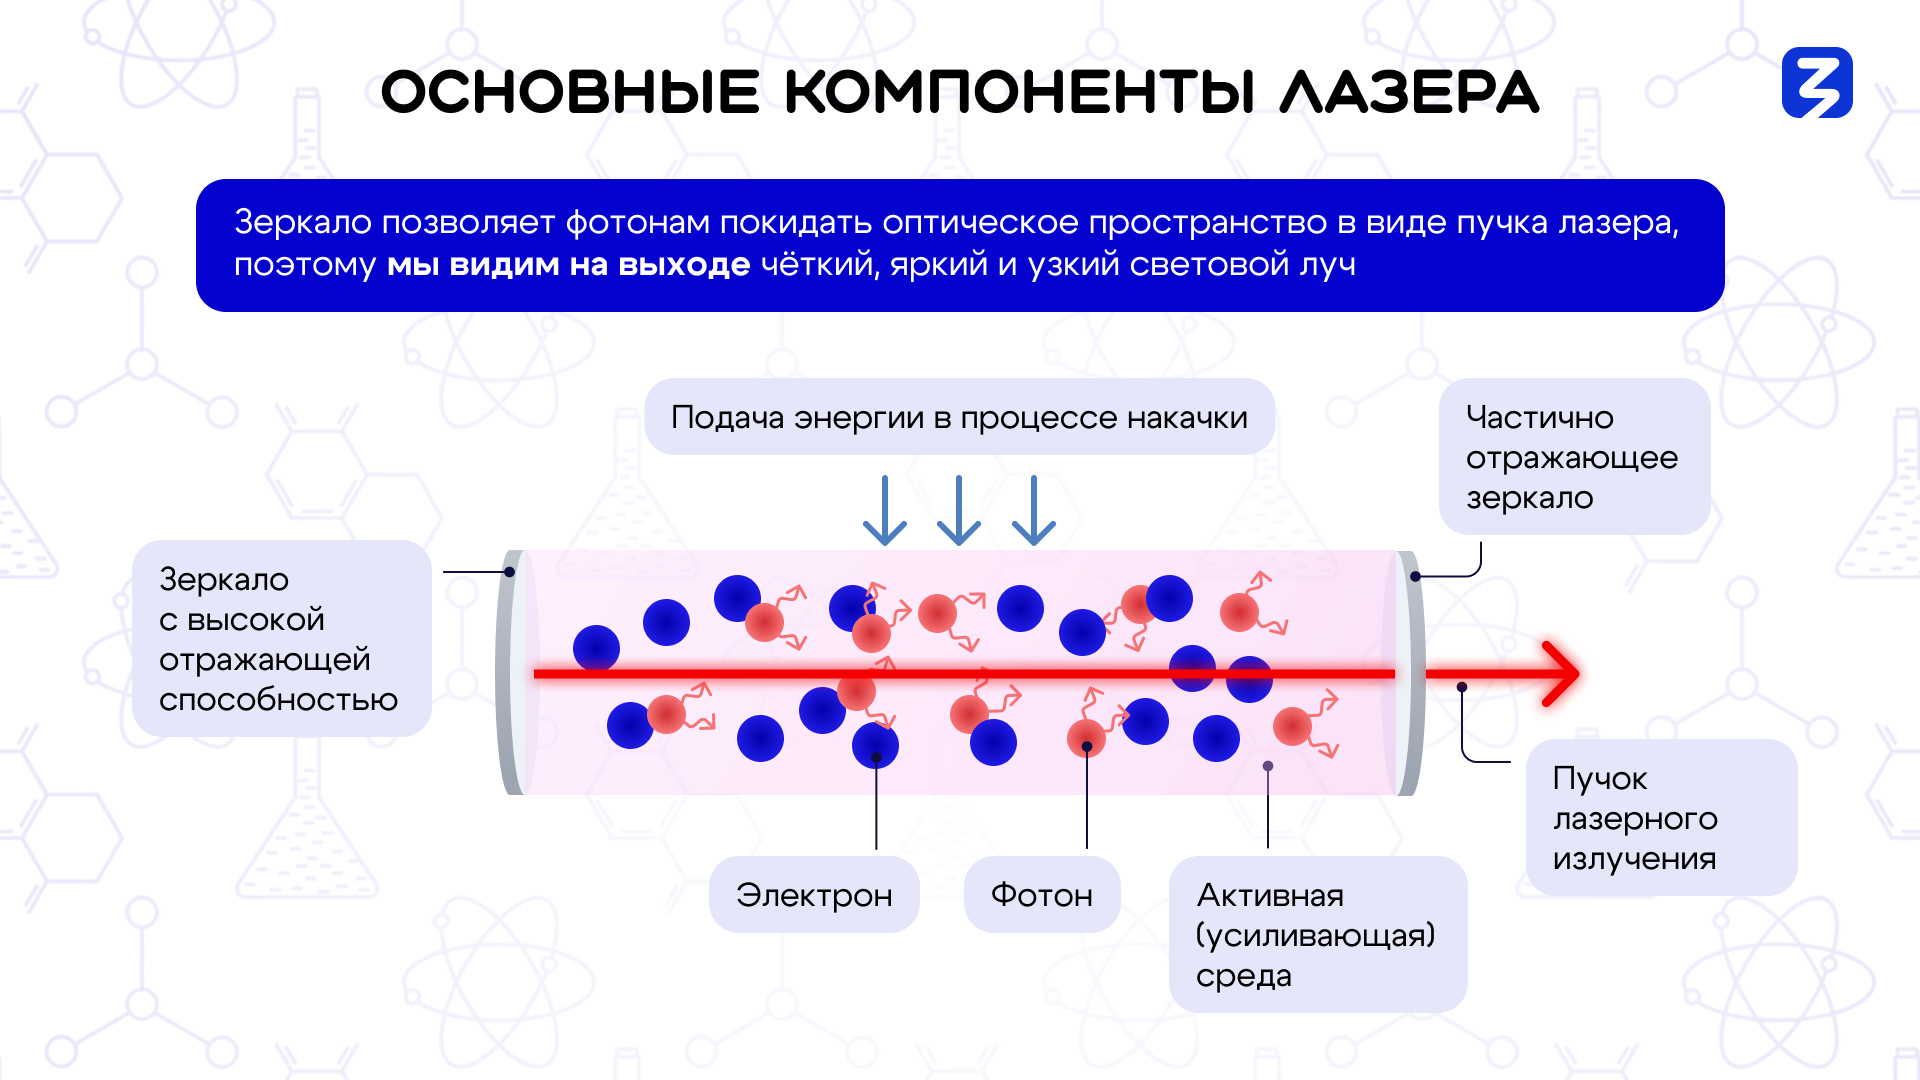 ОСНОВНЫЕ КОМПОНЕНТЫ ЛАЗЕРА
Зеркало позволяет фотонам покидать оптическое пространство в виде пучка лазера,
поэтому мы видим на выходе чёткий, яркий и узкий световой луч
Подача энергии в процессе накачки
Частично
отражающее
зеркало
Зеркало
с высокой
отражающей
способностью
Пучок
лазерного
излучения
Электрон
Фотон
Активная
(усиливающая)
среда